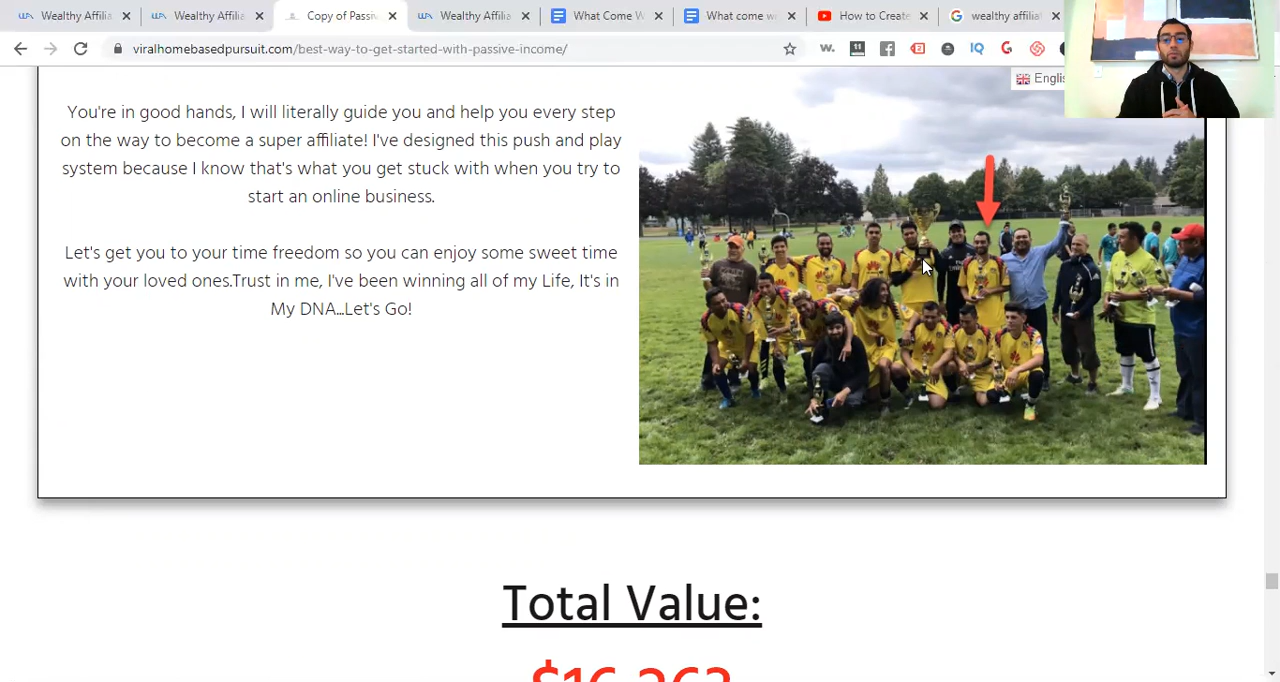 Wealthy Affilia
Wealthy Affilia
Copy of Passiv
Wealthy Affilia
What Come W
What come w
How to Create
wealthy affilia
viralhomebasedpursuit.com/best-way-to-get-started-with-passive-income/
English
You're in good hands, I will literally guide you and help you every step
on the way to become a super affiliate! I've designed this push and play
system because I know that's what you get stuck with when you try to
start an online business.
Let's get you to your time freedom so you can enjoy some sweet time
with your loved ones.Trust in me, I've been winning all of my Life, It's in
My DNA...Let's Go!
Total Value:
$16,263